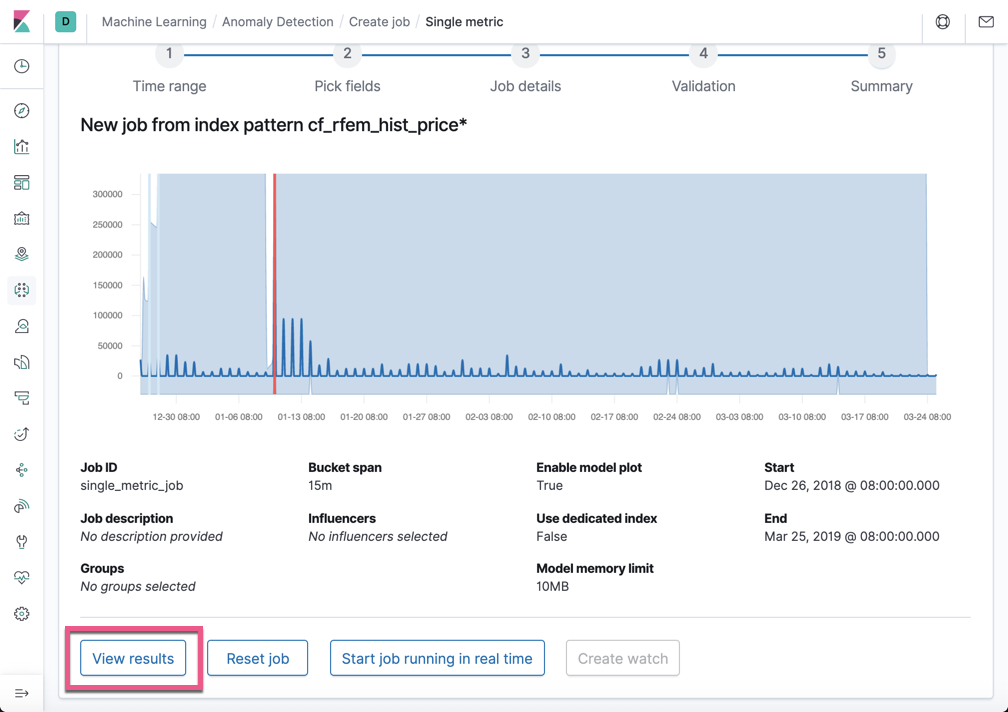 D Machine Learning / Anomaly Detection / Create job / Single metric
1 2 3 4 5
Time range Pick fields Job details Validation Summary
New job from index pattern cf_rfem_hist_price*
300000
250000
200000
150000
100000
50000
0
12-30 08:00 01-06 08:00 01-13 08:00 01-20 08:00 01-27 08:00 02-03 08:00 02-10 08:00 02-17 08:00 02-24 08:00 03-03 08:00 03-10 08:00 03-17 08:00 03-24 08:00
Job ID Bucket span Enable model plot Start
single_metric_job 15m True Dec 26, 2018 @ 08:00:00.000
Job description Influencers Use dedicated index End
No description provided No influencers selected False Mar 25, 2019 @ 08:00:00.000
Groups Model memory limit
No groups selected 10MB
View results Reset job Start job running in real time Create watch